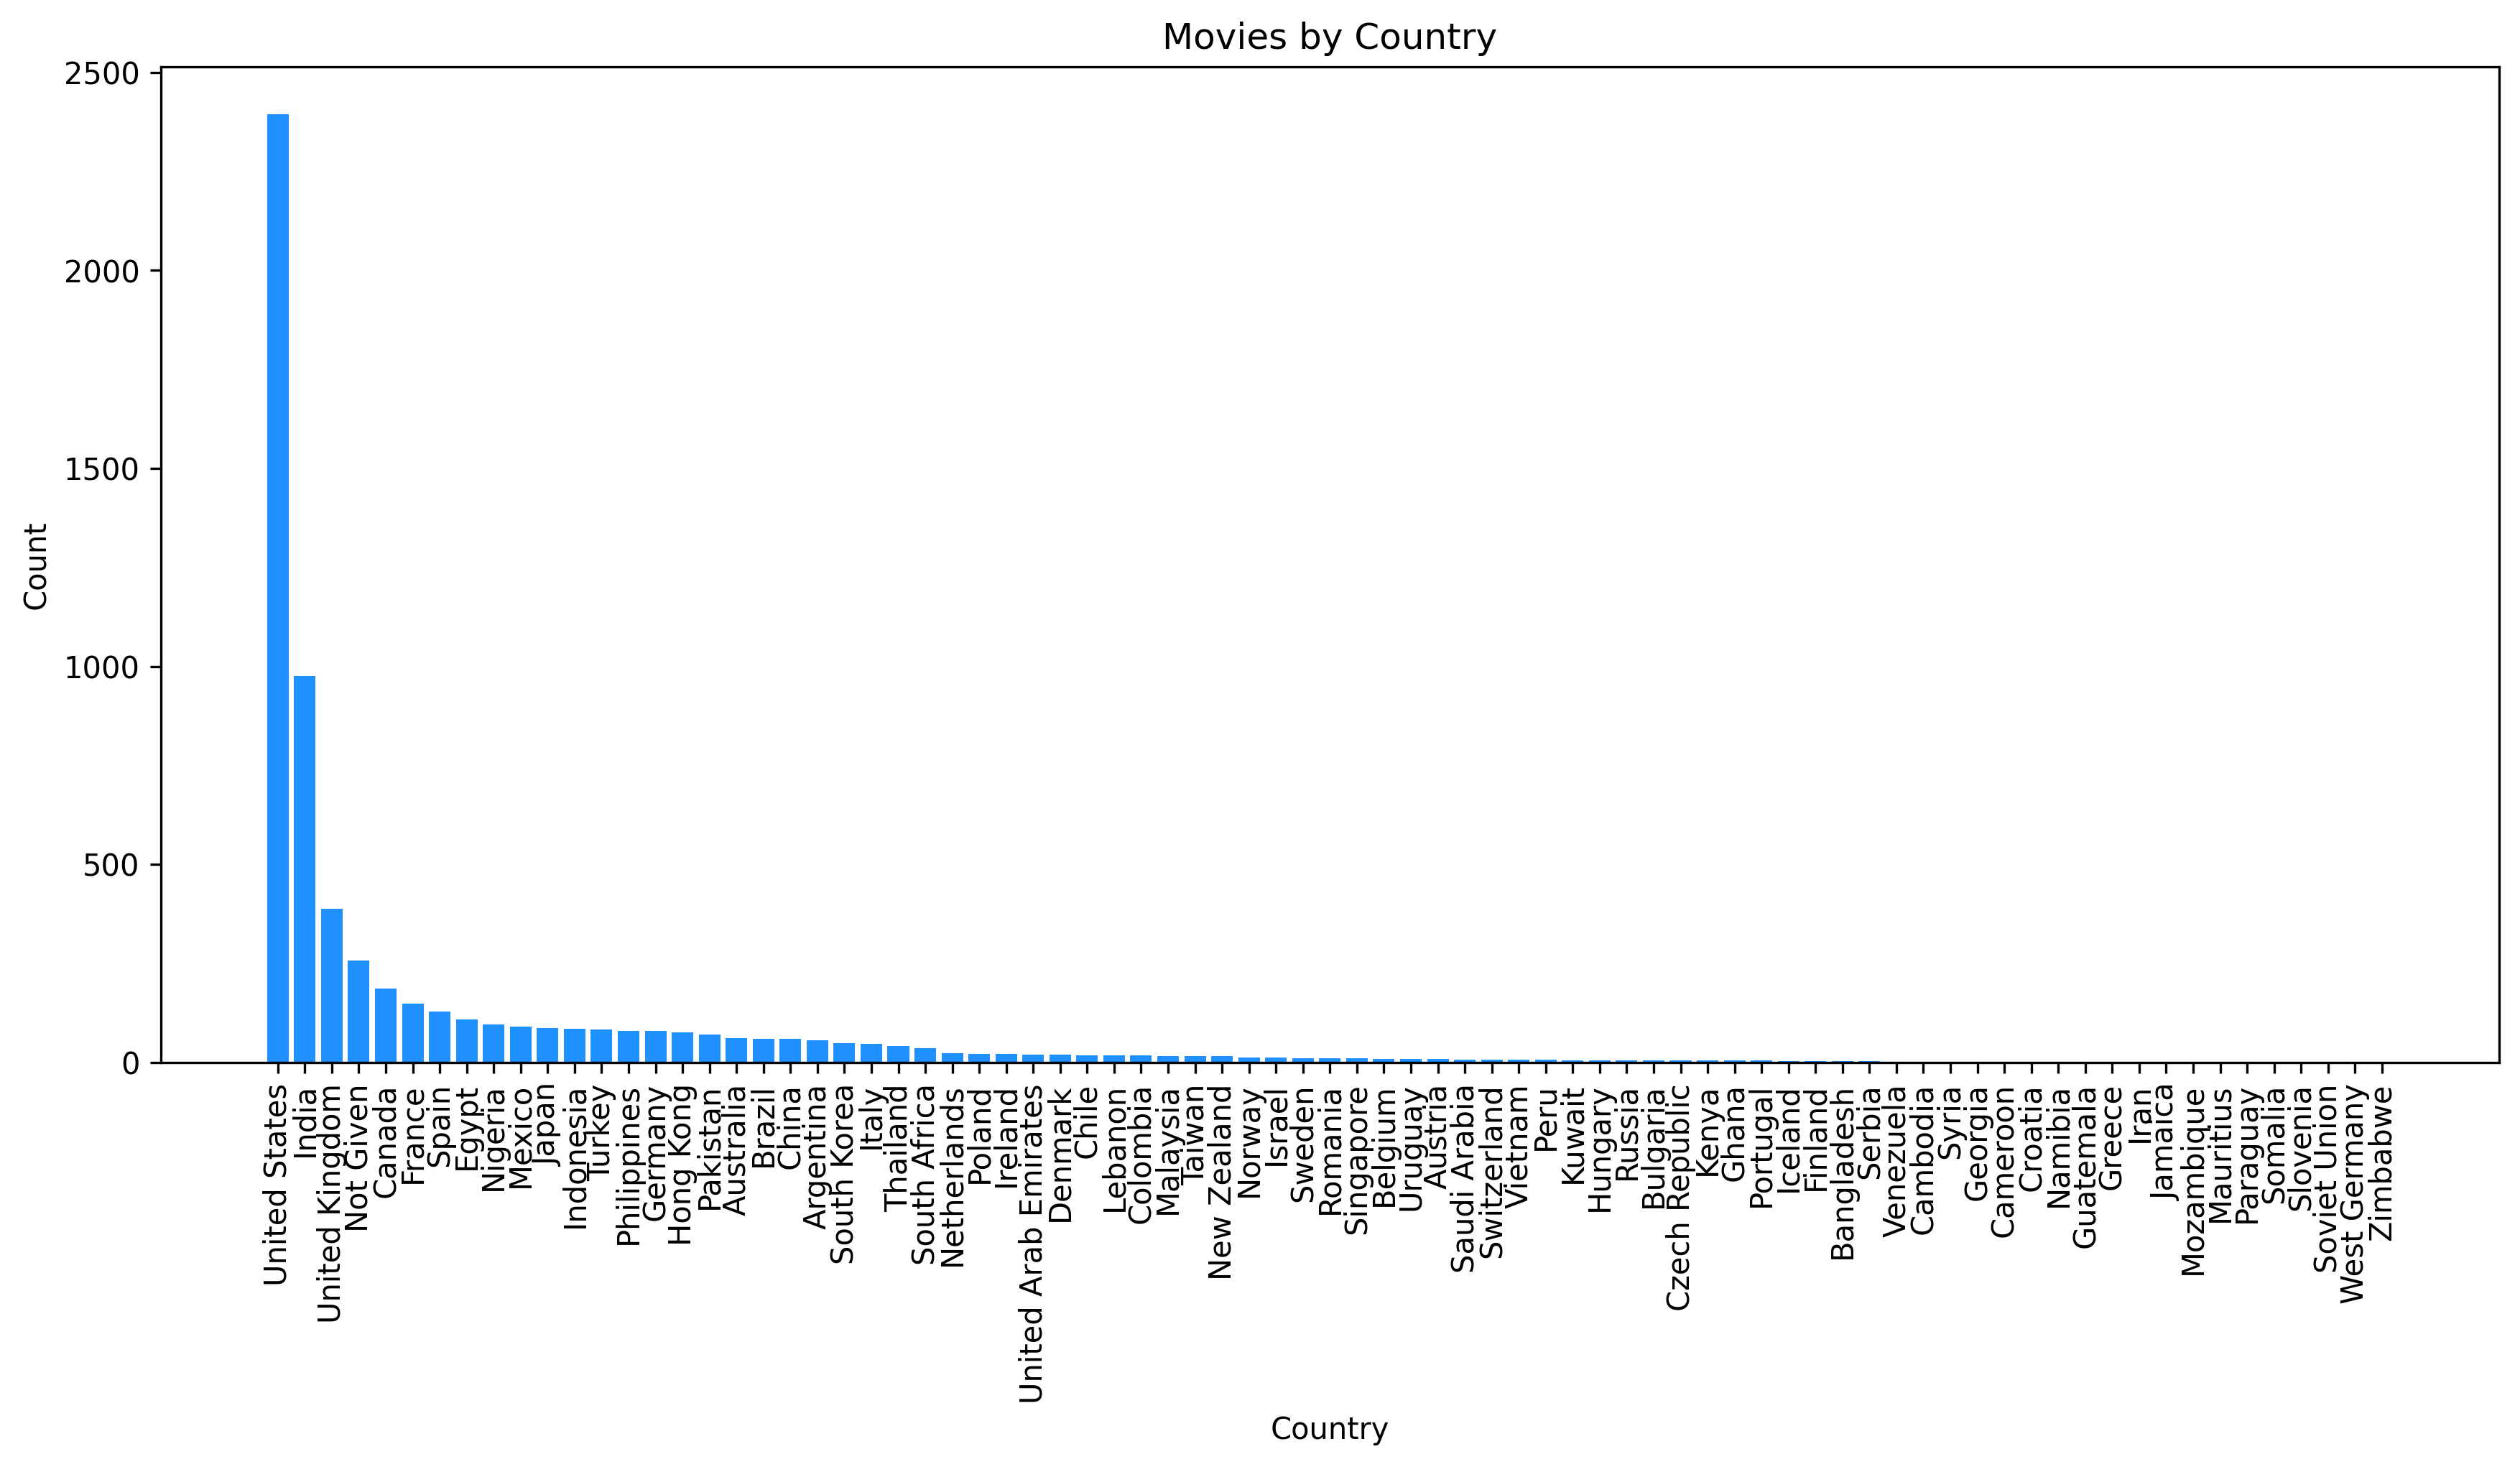 Movies by Country
Count
2500
2000
1500
1000
500
0
United States
India
United Kingdom
Not Given
Canada
France
Spain
Egypt
Nigeria
Mexico
Japan
Indonesia
Turkey
Philippines
Germany
Hong Kong
Pakistan
Australia
Brazil
China
Argentina
South Korea
Italy
Thailand
South Africa
Netherlands
Poland
Ireland
United Arab Emirates
Denmark
Chile
Lebanon
Colombia
Malaysia
Taiwan
New Zealand
Norway
Israel
Sweden
Romania
Singapore
Belgium
Uruguay
Austria
Saudi Arabia
Switzerland
Vietnam
Peru
Kuwait
Hungary
Russia
Bulgaria
Czech Republic
Kenya
Ghana
Portugal
Iceland
Finland
Bangladesh
Serbia
Venezuela
Cambodia
Syria
Georgia
Cameroon
Croatia
Namibia
Guatemala
Greece
Iran
Jamaica
Mozambique
Mauritius
Paraguay
Somalia
Slovenia
Soviet Union
West Germany
Zimbabwe
Country